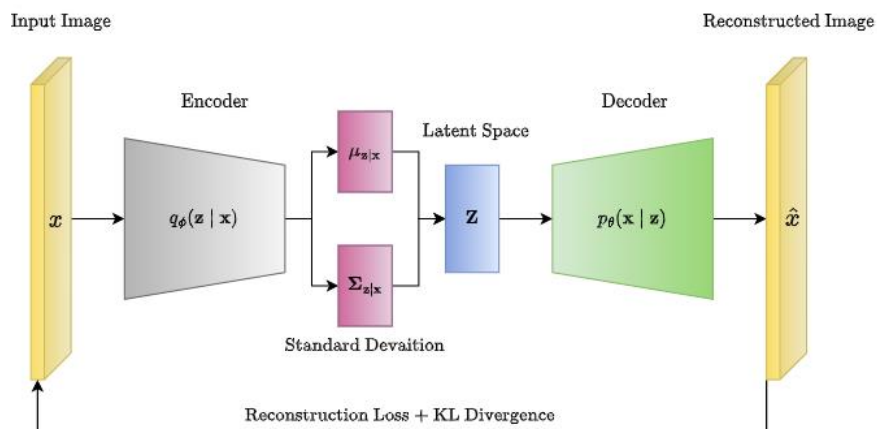 Input Image
Reconstructed Image
Encoder
Decoder
Latent Space
x
qϕ(z | x)
μz|x
Σz|x
Z
pθ(x | z)
x̂
Standard Devaition
Reconstruction Loss + KL Divergence